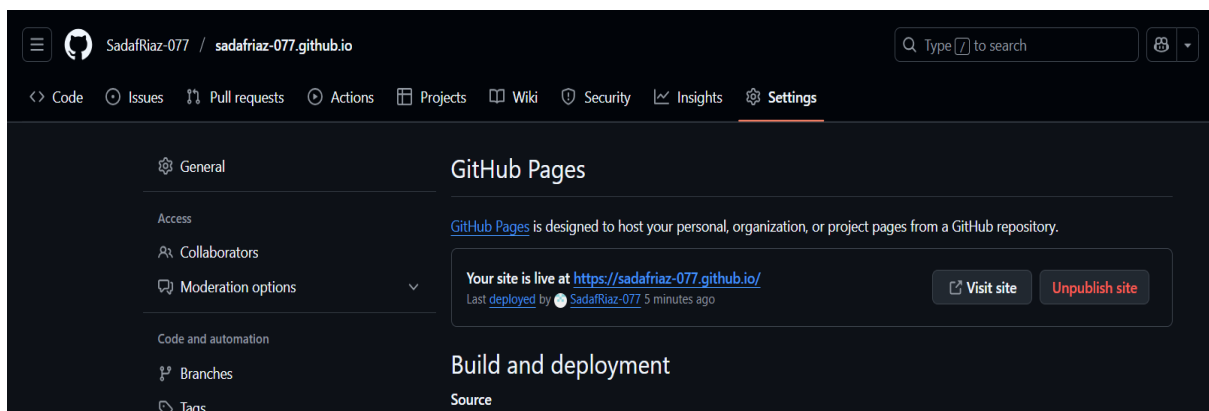 SadafRiaz-077 / sadafriaz-077.github.io
Type / to search
Code Issues Pull requests Actions Projects Wiki Security Insights Settings
General
Access
Collaborators
Moderation options
Code and automation
Branches
Tags
GitHub Pages
GitHub Pages is designed to host your personal, organization, or project pages from a GitHub repository.
Your site is live at https://sadafriaz-077.github.io/
Last deployed by SadafRiaz-077 5 minutes ago
Visit site
Unpublish site
Build and deployment
Source